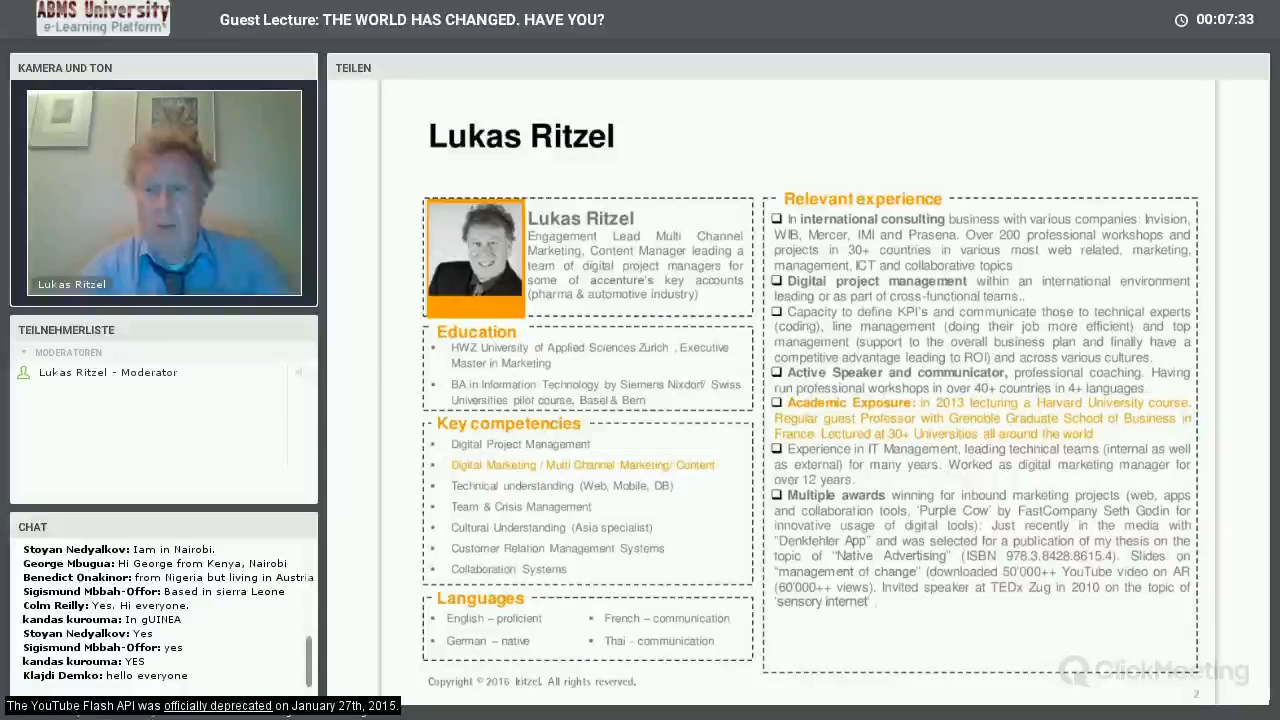 ABMS University
e-Learning Platform
Guest Lecture: THE WORLD HAS CHANGED. HAVE YOU?
00:07:33
KAMERA UND TON
Lukas Ritzel
TEILNEHMERLISTE
MODERATOREN
Lukas Ritzel - Moderator
CHAT
Stoyan Nedyalkov: Iam in Nairobi.
George Mbugua: Hi George from Kenya, Nairobi
Benedict Onakinor: from Nigeria but living in Austria
Sigismund Mbbah-Offor: Based in sierra Leone
Colm Reilly: Yes. Hi everyone.
kandas kurouma: In gUINEA
Stoyan Nedyalkov: Yes
Sigismund Mbbah-Offor: yes
kandas kurouma: YES
Klajdi Demko: hello everyone
The YouTube Flash API was officially deprecated on January 27th, 2015.
TEILEN
Lukas Ritzel
Lukas Ritzel
Engagement Lead Multi Channel
Marketing, Content Manager leading a
team of digital project managers for
some of accenture's key accounts
(pharma & automotive industry)
Education
HWZ University of Applied Sciences Zurich , Executive
Master in Marketing
BA in Information Technology by Siemens Nixdorf/ Swiss
Universities pilot course, Basel & Bern
Key competencies
Digital Project Management
Digital Marketing / Multi Channel Marketing/ Content
Technical understanding (Web, Mobile, DB)
Team & Crisis Management
Cultural Understanding (Asia specialist)
Customer Relation Management Systems
Collaboration Systems
Languages
English – proficient
French – communication
German – native
Thai - communication
Relevant experience
In international consulting business with various companies: Invision,
WIB, Mercer, IMI and Prasena. Over 200 professional workshops and
projects in 30+ countries in various most web related, marketing,
management, ICT and collaborative topics
Digital project management within an international environment
leading or as part of cross-functional teams..
Capacity to define KPI's and communicate those to technical experts
(coding), line management (doing their job more efficient) and top
management (support to the overall business plan and finally have a
competitive advantage leading to ROI) and across various cultures.
Active Speaker and communicator, professional coaching. Having
run professional workshops in over 40+ countries in 4+ languages
Academic Exposure: in 2013 lecturing a Harvard University course.
Regular guest Professor with Grenoble Graduate School of Business in
France. Lectured at 30+ Universities all around the world
Experience in IT Management, leading technical teams (internal as well
as external) for many years. Worked as digital marketing manager for
over 12 years.
Multiple awards winning for inbound marketing projects (web, apps
and collaboration tools, 'Purple Cow' by FastCompany Seth Godin for
innovative usage of digital tools): Just recently in the media with
"Denkfehler App" and was selected for a publication of my thesis on the
topic of "Native Advertising" (ISBN 978.3.8428.8615.4). Slides on
"management of change" (downloaded 50'000++ YouTube video on AR
(60'000++ views). Invited speaker at TEDx Zug in 2010 on the topic of
'sensory internet' .
Copyright © 2016 lritzel. All rights reserved.
ClickMeeting
2